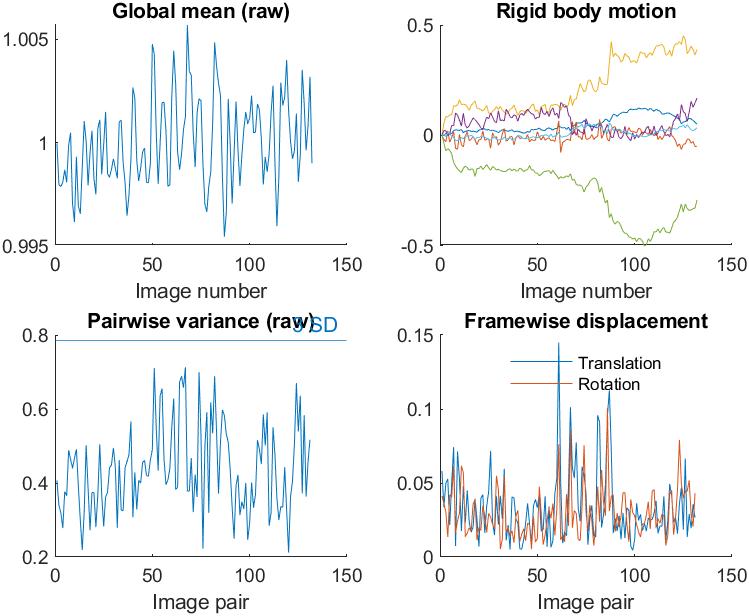 Global mean (raw)
1.005
1
0.995
0
50
100
150
Image number
Rigid body motion
0.5
0
-0.5
0
50
100
150
Image number
Pairwise variance (raw)
3 SD
0.8
0.6
0.4
0.2
0
50
100
150
Image pair
Framewise displacement
0.15
0.1
0.05
0
Translation
Rotation
0
50
100
150
Image pair